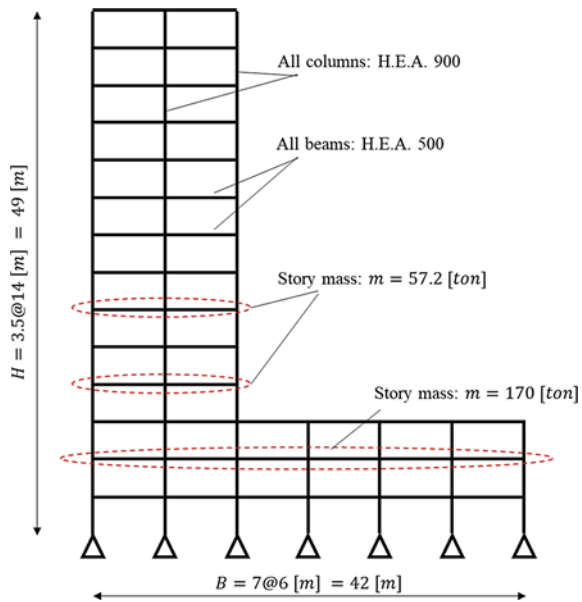 All columns: H.E.A. 900
All beams: H.E.A. 500
H = 3.5@14 [m] = 49 [m]
Story mass: m = 57.2 [ton]
Story mass: m = 170 [ton]
B = 7@6 [m] = 42 [m]